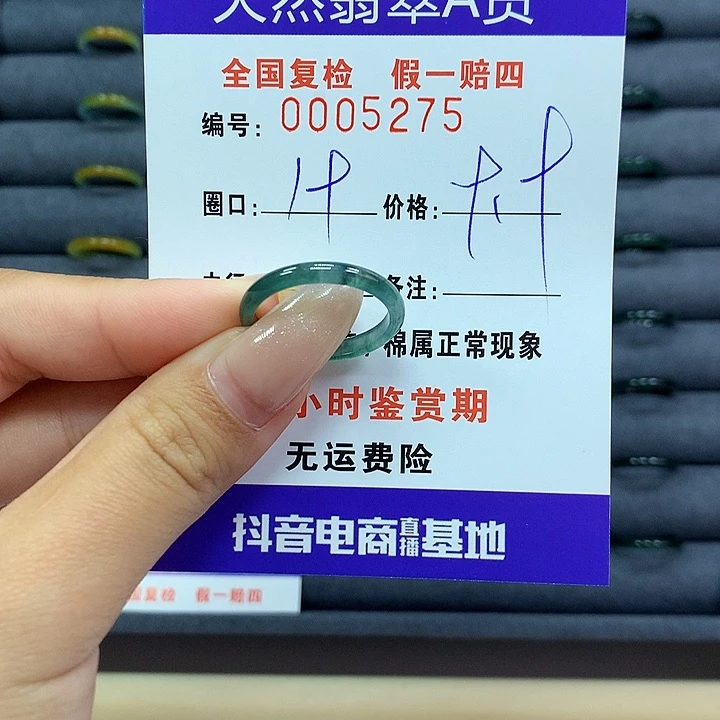 天然翡翠A货
全国复检 假一赔四
编号: 0005275
圈口: 价格:
备注:
棉属正常现象
小时鉴赏期
无运费险
抖音电商直播基地
国复检 假一赔四